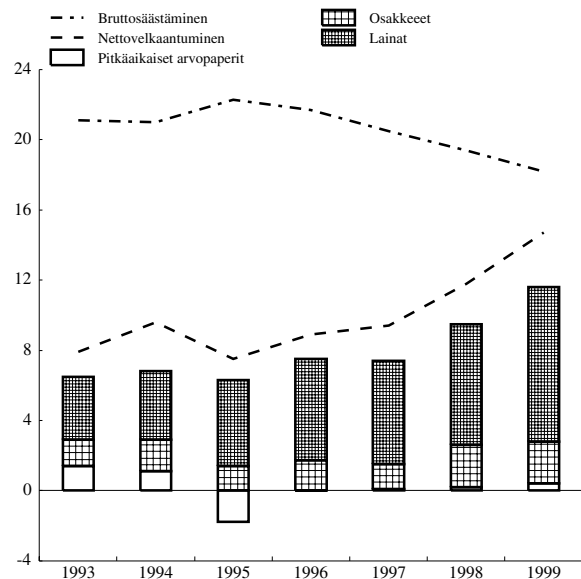 Bruttosäästäminen
Nettovelkaantuminen
Pitkäaikaiset arvopaperit
Osakkeeet
Lainat
24
20
16
12
8
4
0
-4
1993 1994 1995 1996 1997 1998 1999